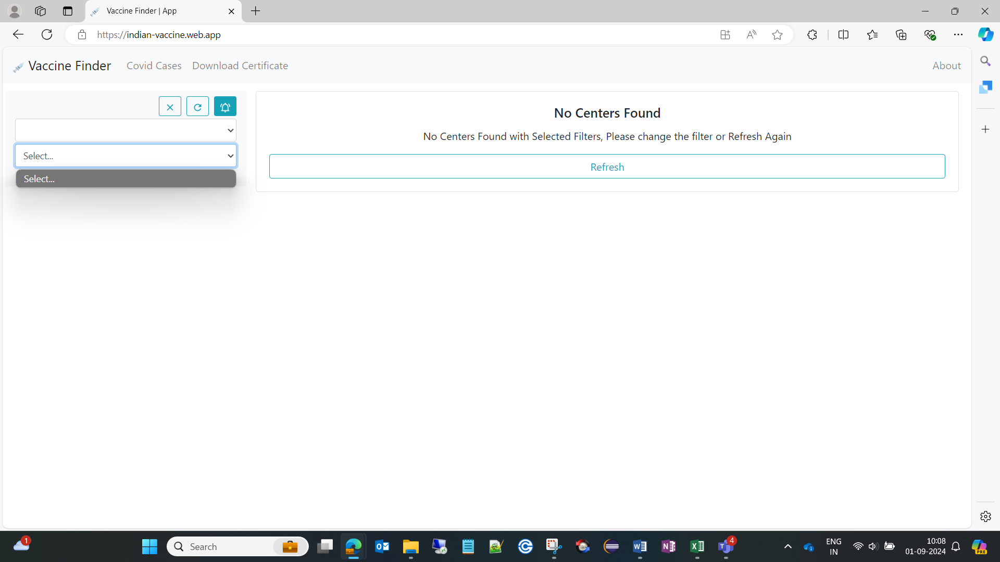 Vaccine Finder | App
https://indian-vaccine.web.app
Vaccine Finder Covid Cases Download Certificate About
No Centers Found
Select...
No Centers Found with Selected Filters, Please change the filter or Refresh Again
Select...
Refresh
1
Search
4
ENG
IN
10:08
01-09-2024
PRE